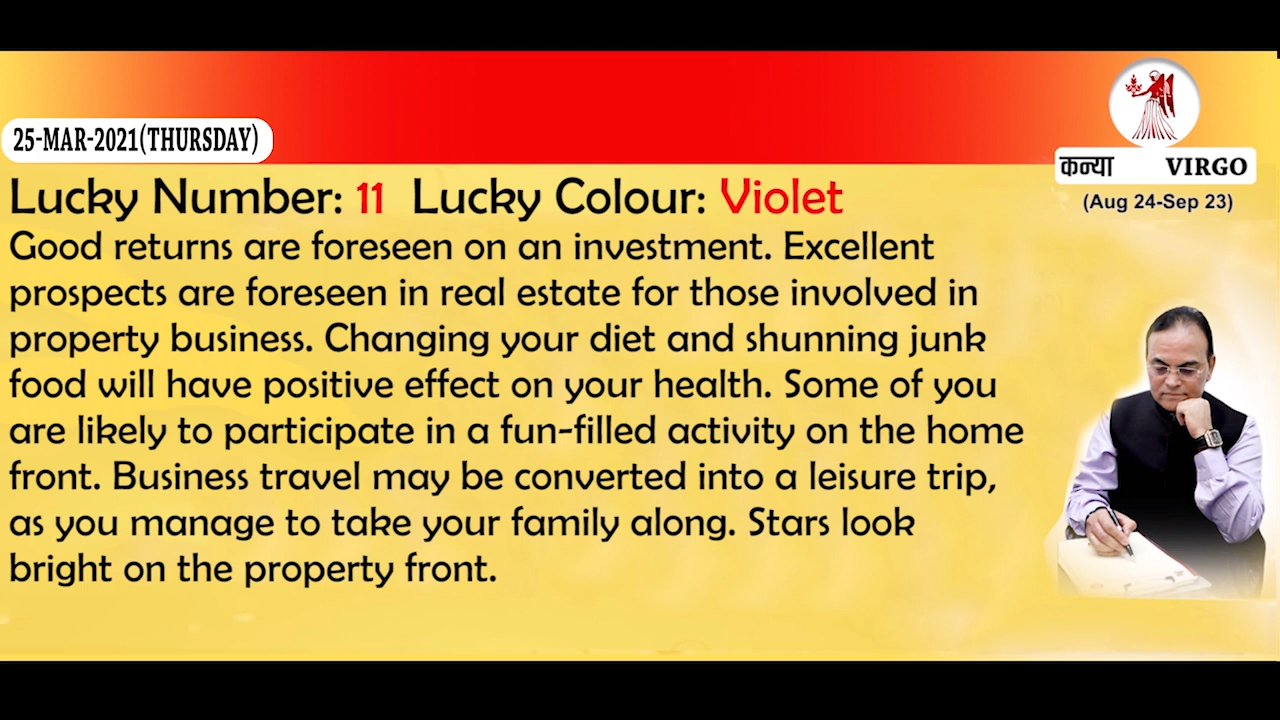 25-MAR-2021(THURSDAY)
कन्या VIRGO
(Aug 24-Sep 23)
Lucky Number: 11 Lucky Colour: Violet
Good returns are foreseen on an investment. Excellent
prospects are foreseen in real estate for those involved in
property business. Changing your diet and shunning junk
food will have positive effect on your health. Some of you
are likely to participate in a fun-filled activity on the home
front. Business travel may be converted into a leisure trip,
as you manage to take your family along. Stars look
bright on the property front.